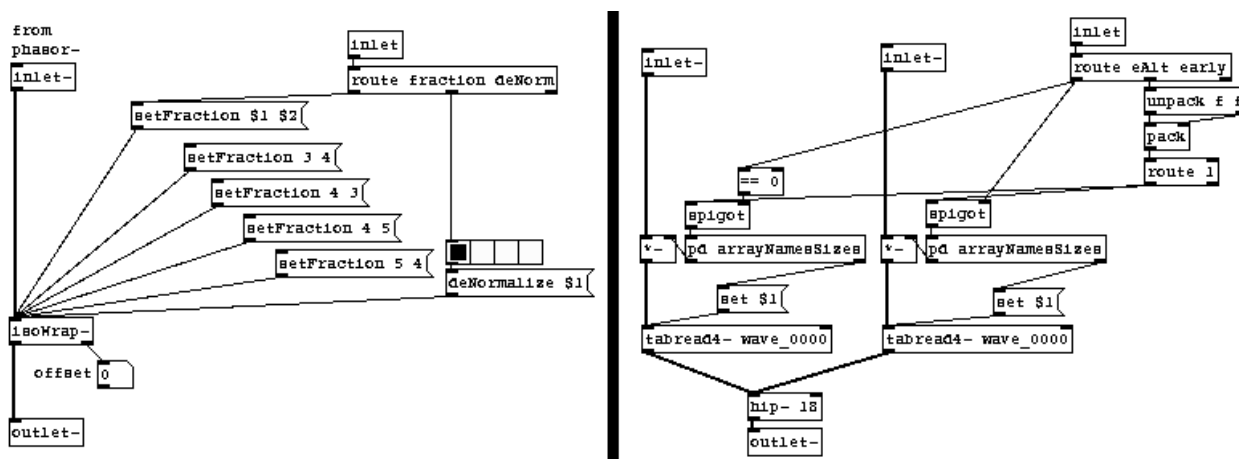 from
phasor~
inlet~
inlet
route fraction deNorm
setFraction $1 $2
setFraction 3 4
setFraction 4 3
setFraction 4 5
setFraction 5 4
deNormalize $1
isoWrap~
offset 0
outlet~
inlet~
inlet~
inlet
route eAlt early
unpack f f
pack
route 1
== 0
spigot
spigot
*~
pd arrayNamesSizes
*~
pd arrayNamesSizes
set $1
set $1
tabread4~ wave_0000
tabread4~ wave_0000
hip~ 18
outlet~